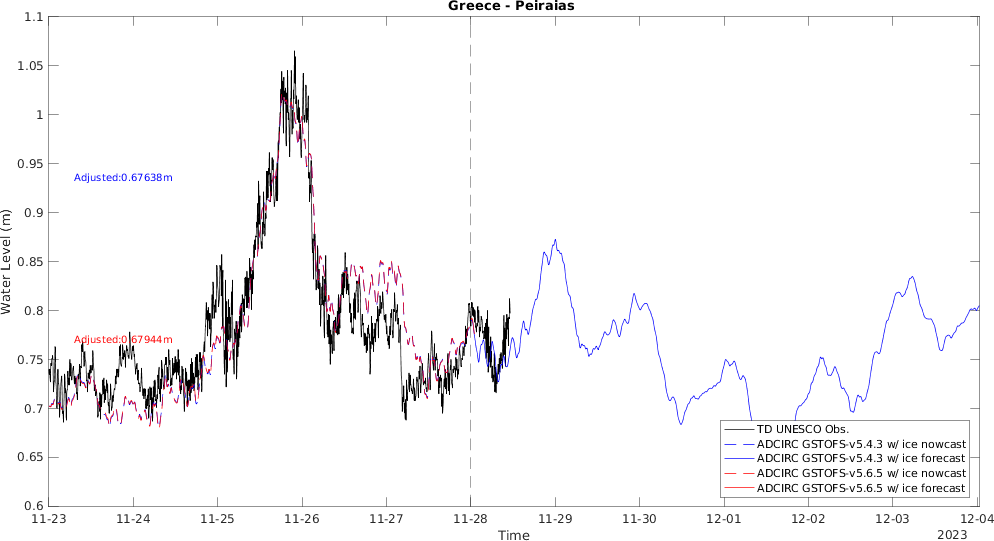 Greece - Peiraias
1.1
1.05
1
0.95
0.9
0.85
0.8
0.75
0.7
0.65
0.6
Water Level (m)
Adjusted:0.67638m
Adjusted:0.67944m
TD UNESCO Obs.
ADCIRC GSTOFS-v5.4.3 w/ ice nowcast
ADCIRC GSTOFS-v5.4.3 w/ ice forecast
ADCIRC GSTOFS-v5.6.5 w/ ice nowcast
ADCIRC GSTOFS-v5.6.5 w/ ice forecast
11-23 11-24 11-25 11-26 11-27 11-28 11-29 11-30 12-01 12-02 12-03 12-04
Time
2023